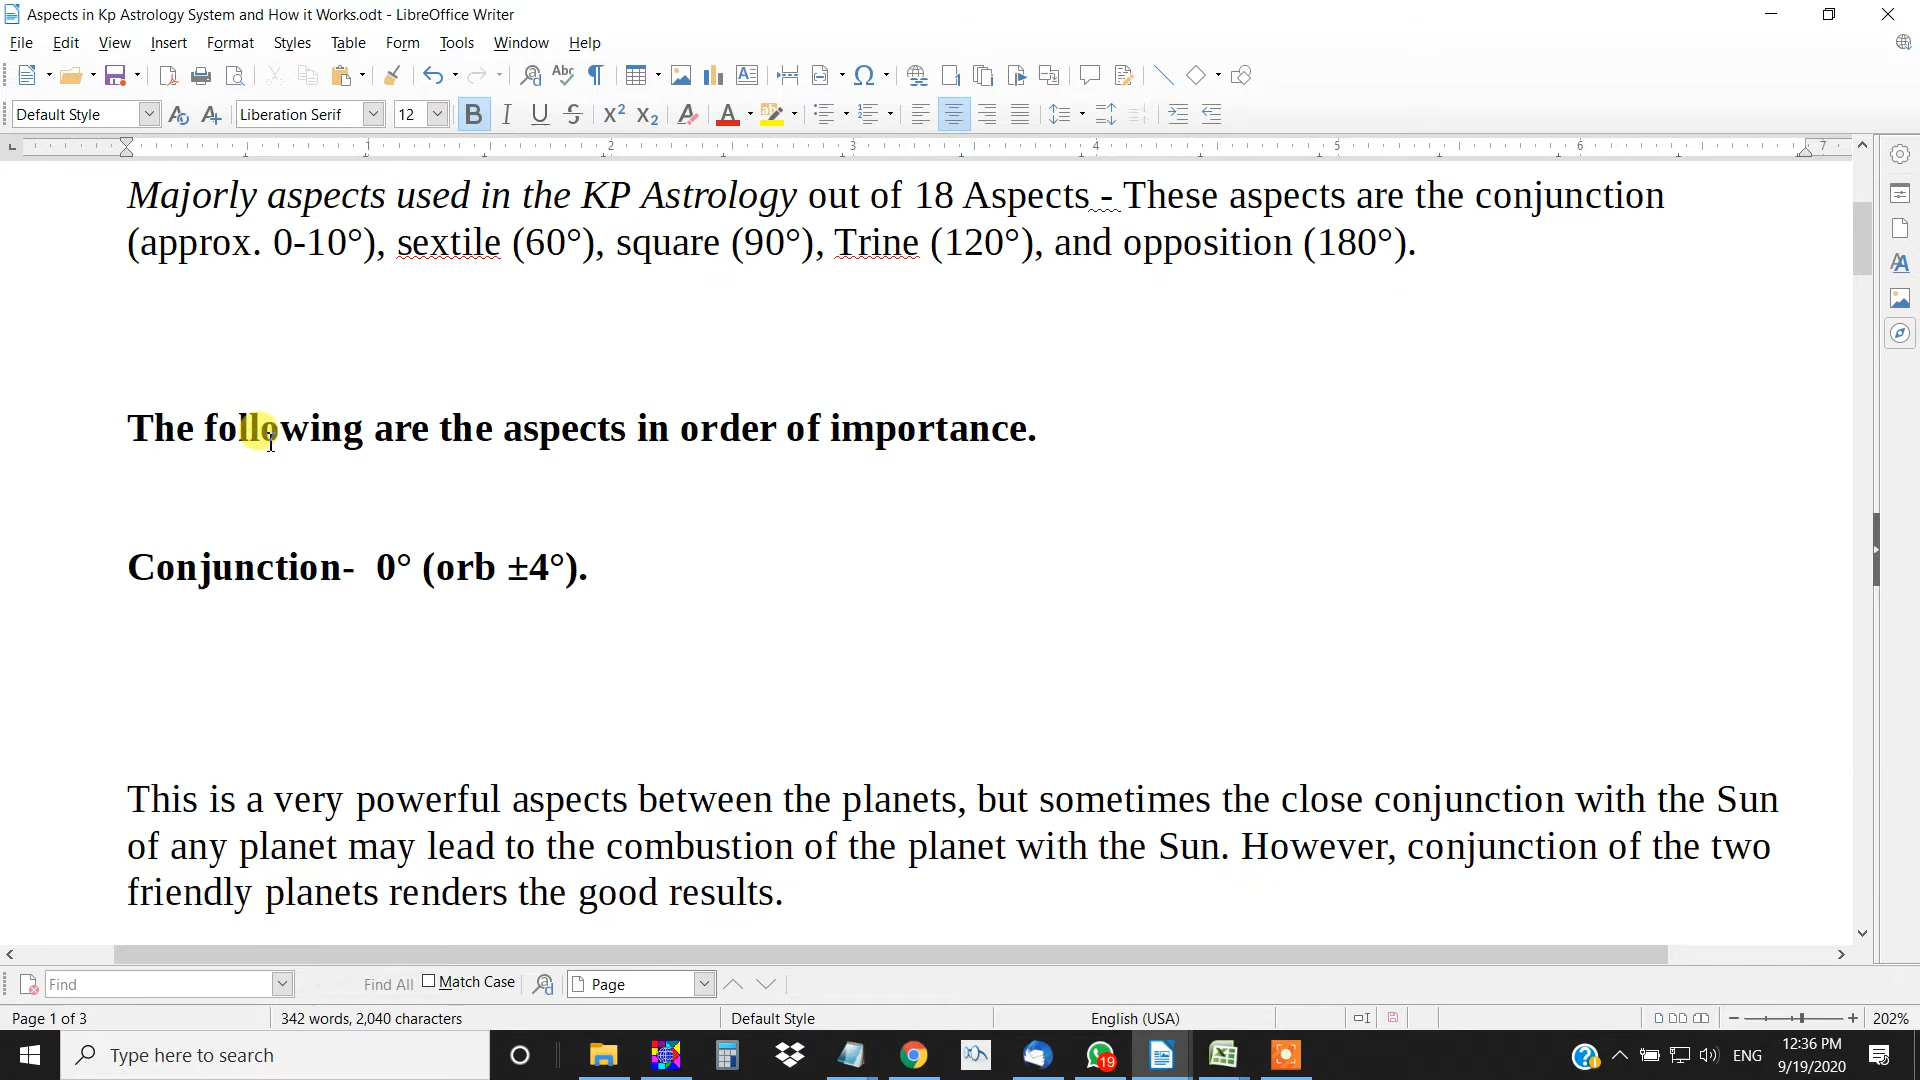 Aspects in Kp Astrology System and How it Works.odt - LibreOffice Writer
File Edit View Insert Format Styles Table Form Tools Window Help
Default Style Liberation Serif 12
1 2 3 4 5 6 7
Majorly aspects used in the KP Astrology out of 18 Aspects - These aspects are the conjunction
(approx. 0-10°), sextile (60°), square (90°), Trine (120°), and opposition (180°).
The following are the aspects in order of importance.
Conjunction-  0° (orb ±4°).
This is a very powerful aspects between the planets, but sometimes the close conjunction with the Sun
of any planet may lead to the combustion of the planet with the Sun. However, conjunction of the two
friendly planets renders the good results.
Find Find All Match Case Page
Page 1 of 3 342 words, 2,040 characters Default Style English (USA) 202%
Type here to search 19 ENG 12:36 PM
9/19/2020